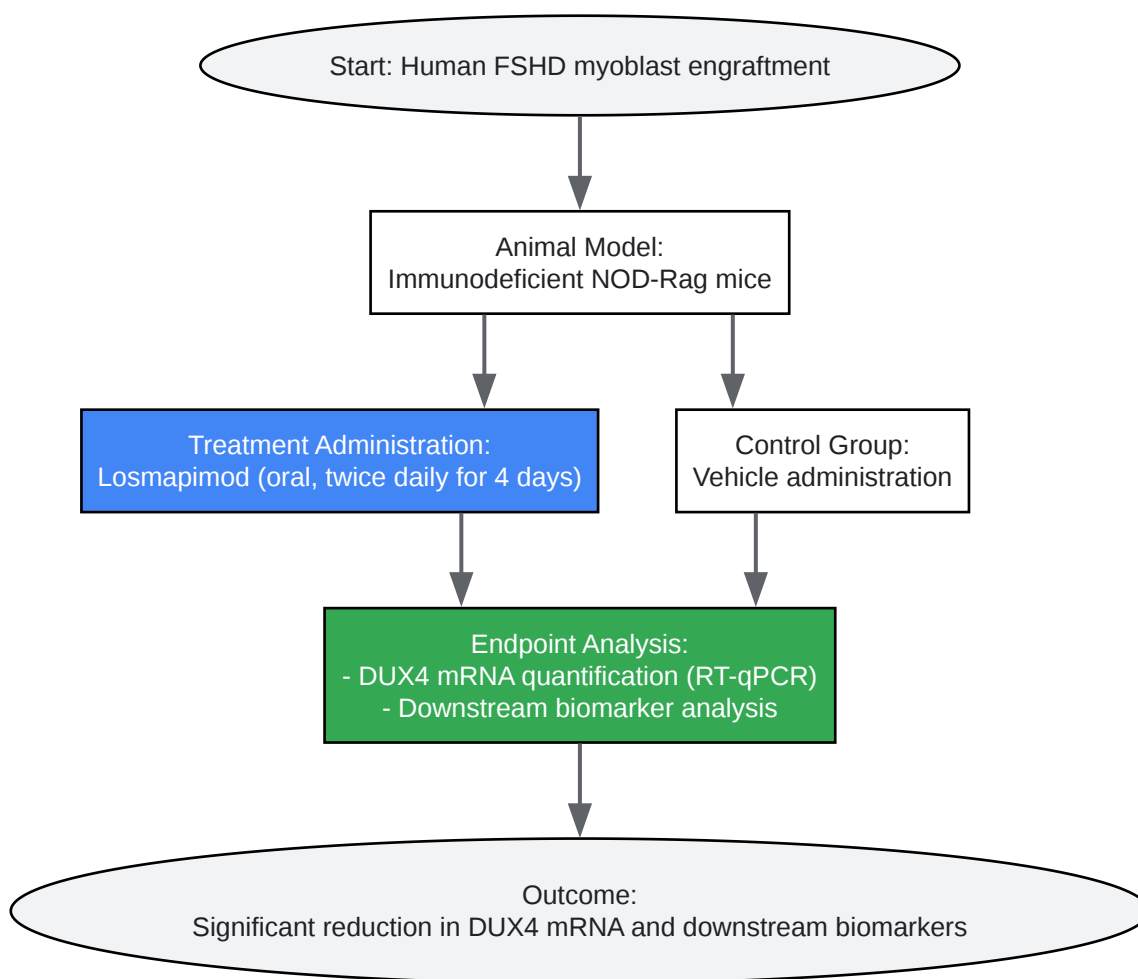 Start: Human FSHD myoblast engraftment
Animal Model:
Immunodeficient NOD-Rag mice
Treatment Administration:
Losmapimod (oral, twice daily for 4 days)
Control Group:
Vehicle administration
Endpoint Analysis:
- DUX4 mRNA quantification (RT-qPCR)
- Downstream biomarker analysis
Outcome:
Significant reduction in DUX4 mRNA and downstream biomarkers